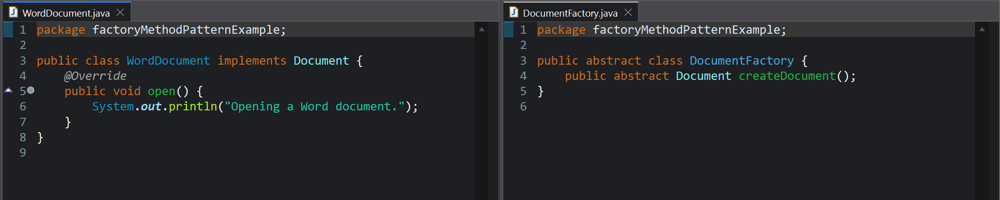 WordDocument.java
1 package factoryMethodPatternExample;
2
3 public class WordDocument implements Document {
4     @Override
5     public void open() {
6         System.out.println("Opening a Word document.");
7     }
8 }
9
DocumentFactory.java
1 package factoryMethodPatternExample;
2
3 public abstract class DocumentFactory {
4     public abstract Document createDocument();
5 }
6